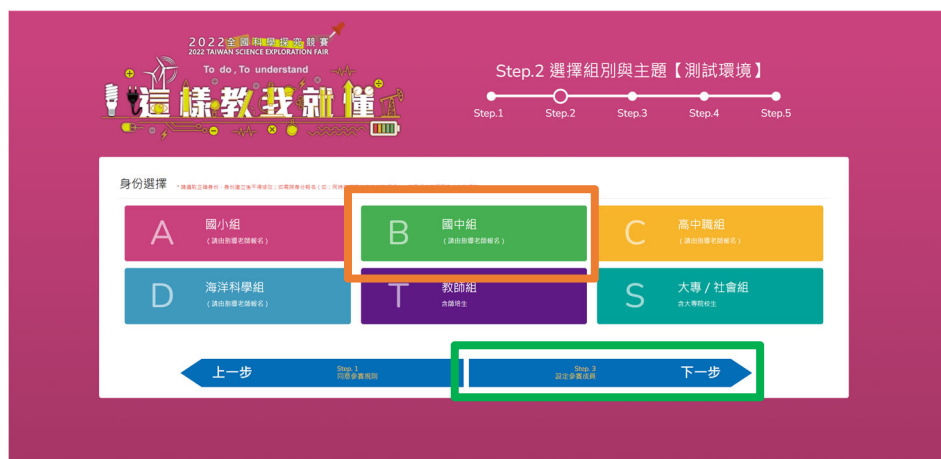 2022全國科學探究競賽
2022 TAIWAN SCIENCE EXPLORATION FAIR
To do , To understand
這樣教我就懂
Step.2 選擇組別與主題【測試環境】
Step.1
Step.2
Step.3
Step.4
Step.5
身份選擇
A
國小組
(請由指導老師報名)
B
國中組
(請由指導老師報名)
C
高中職組
(請由指導老師報名)
D
海洋科學組
(請由指導老師報名)
T
教師組
含師培生
S
大專 / 社會組
含大專院校生
上一步
Step. 1
同意參賽規則
Step. 3
設定參賽成員
下一步